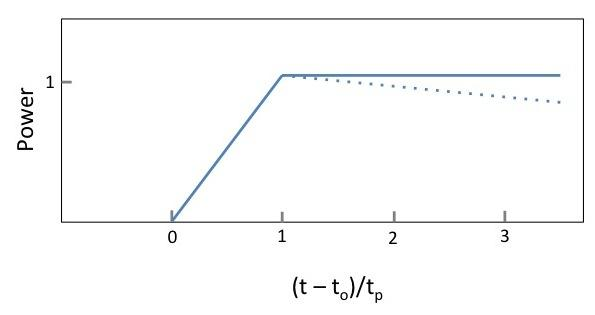 1
Power
0 1 2 3
(t – to)/tp